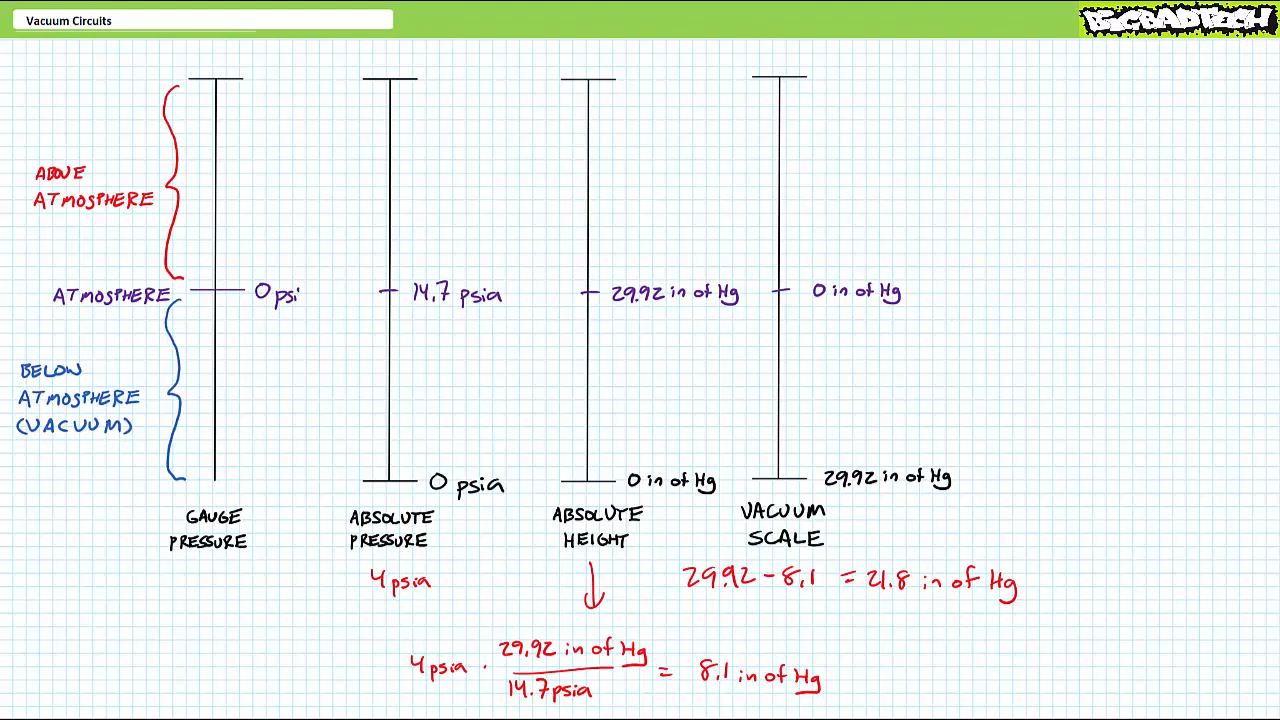 Vacuum Circuits
BIGBADTECH
ABOVE
ATMOSPHERE
ATMOSPHERE
0 psi
14.7 psia
29.92 in of Hg
0 in of Hg
BELOW
ATMOSPHERE
(VACUUM)
0 psia
0 in of Hg
29.92 in of Hg
GAUGE
PRESSURE
ABSOLUTE
PRESSURE
ABSOLUTE
HEIGHT
VACUUM
SCALE
4 psia
29.92 - 8.1 = 21.8 in of Hg
4 psia · 29.92 in of Hg / 14.7 psia = 8.1 in of Hg